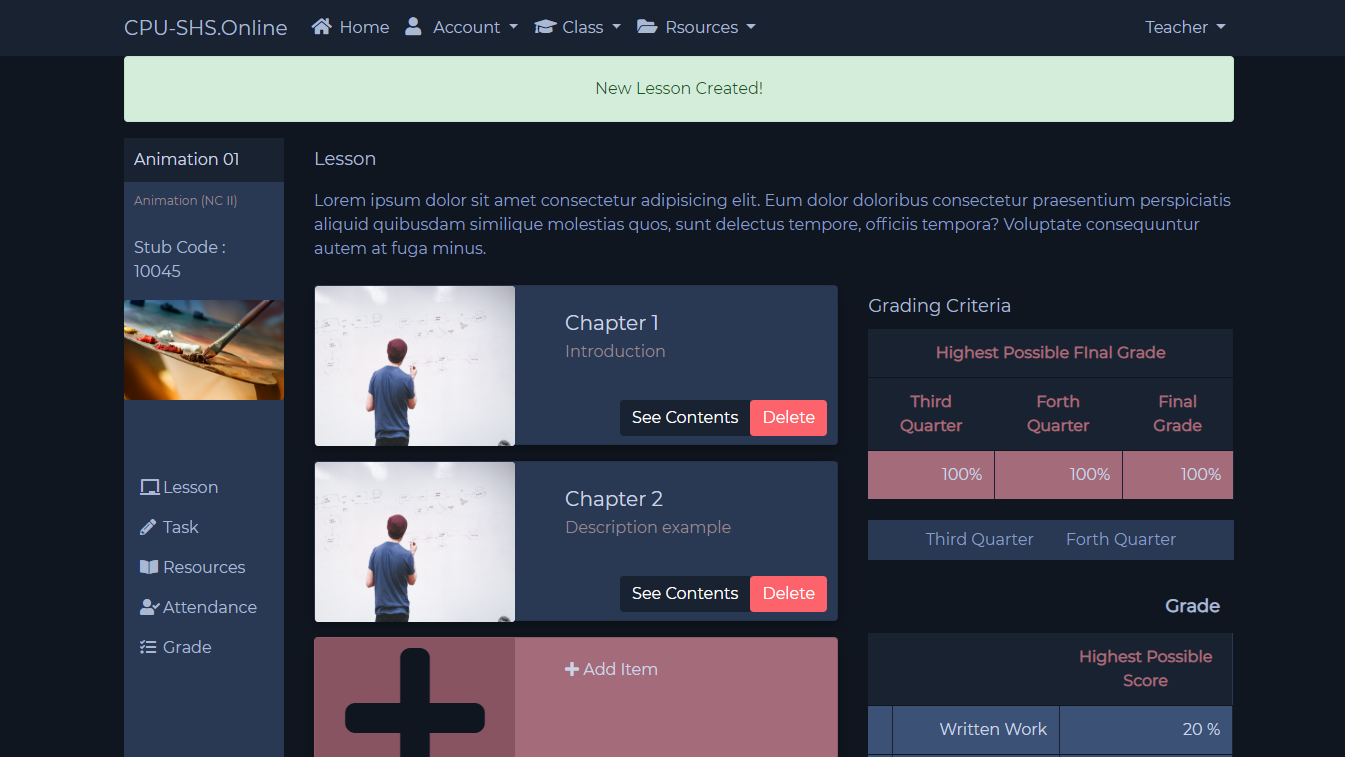 CPU-SHS.Online Home Account Class Rsources Teacher
New Lesson Created!
Animation 01
Animation (NC II)
Stub Code :
10045
Lesson
Task
Resources
Attendance
Grade
Lesson
Lorem ipsum dolor sit amet consectetur adipisicing elit. Eum dolor doloribus consectetur praesentium perspiciatis
aliquid quibusdam similique molestias quos, sunt delectus tempore, officiis tempora? Voluptate consequuntur
autem at fuga minus.
Chapter 1
Introduction
See Contents Delete
Chapter 2
Description example
See Contents Delete
Add Item
Grading Criteria
Highest Possible FInal Grade
Third
Quarter
Forth
Quarter
Final
Grade
100% 100% 100%
Third Quarter Forth Quarter
Grade
Highest Possible
Score
Written Work 20 %